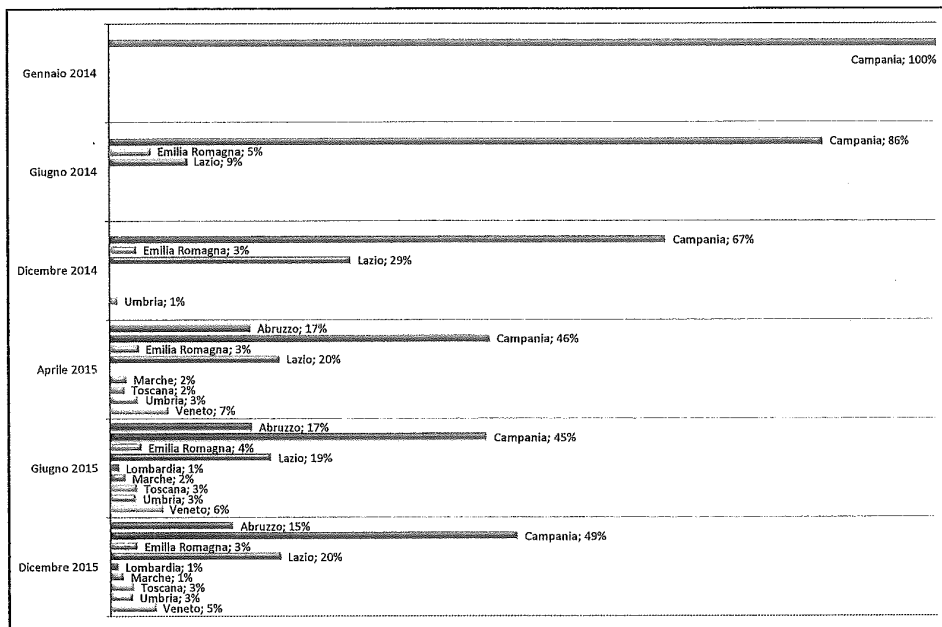 Campania; 100%
Gennaio 2014
Campania; 86%
Emilia Romagna; 5%
Lazio; 9%
Giugno 2014
Campania; 67%
Emilia Romagna; 3%
Lazio; 29%
Dicembre 2014
Umbria; 1%
Abruzzo; 17%
Campania; 46%
Emilia Romagna; 3%
Lazio; 20%
Aprile 2015
Marche; 2%
Toscana; 2%
Umbria; 3%
Veneto; 7%
Abruzzo; 17%
Campania; 45%
Emilia Romagna; 4%
Lazio; 19%
Giugno 2015
Lombardia; 1%
Marche; 2%
Toscana; 3%
Umbria; 3%
Veneto; 6%
Abruzzo; 15%
Campania; 49%
Emilia Romagna; 3%
Lazio; 20%
Dicembre 2015
Lombardia; 1%
Marche; 1%
Toscana; 3%
Umbria; 3%
Veneto; 5%